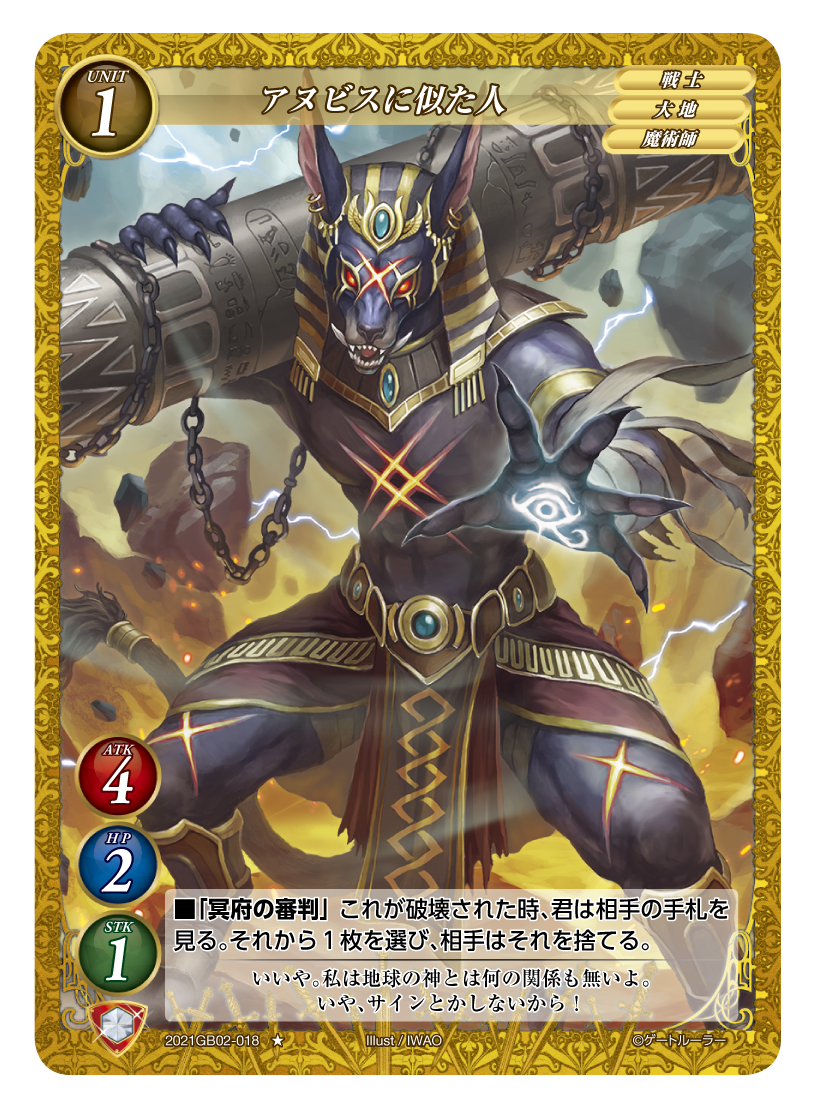 UNIT
1
アヌビスに似た人
戦士
大地
魔術師
ATK
4
HP
2
STK
1
■「冥府の審判」 これが破壊された時、君は相手の手札を
見る。それから1枚を選び、相手はそれを捨てる。
いいや。私は地球の神とは何の関係も無いよ。
いや、サインとかしないから!
2021GB02-018 ★ Illust / IWAO ©ゲートルーラー